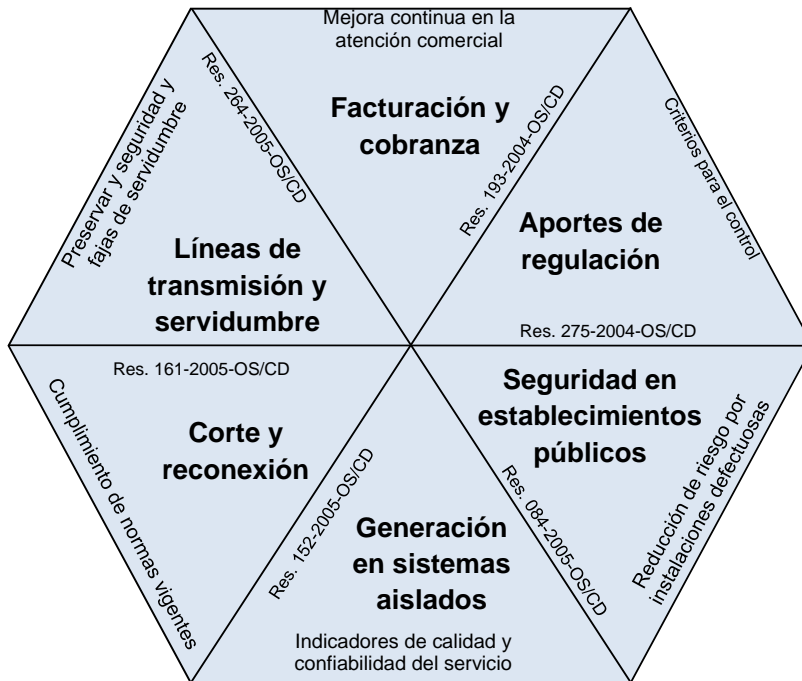 Mejora continua en la
atención comercial
Facturación y
cobranza
Res. 193-2004-OS/CD
Criterios para el control
Aportes de
regulación
Res. 275-2004-OS/CD
Seguridad en
establecimientos
públicos
Reducción de riesgo por
instalaciones defectuosas
Res. 084-2005-OS/CD
Generación
en sistemas
aislados
Indicadores de calidad y
confiabilidad del servicio
Res. 152-2005-OS/CD
Corte y
reconexión
Cumplimiento de normas vigentes
Res. 161-2005-OS/CD
Líneas de
transmisión y
servidumbre
Preservar y seguridad y
fajas de servidumbre
Res. 264-2005-OS/CD